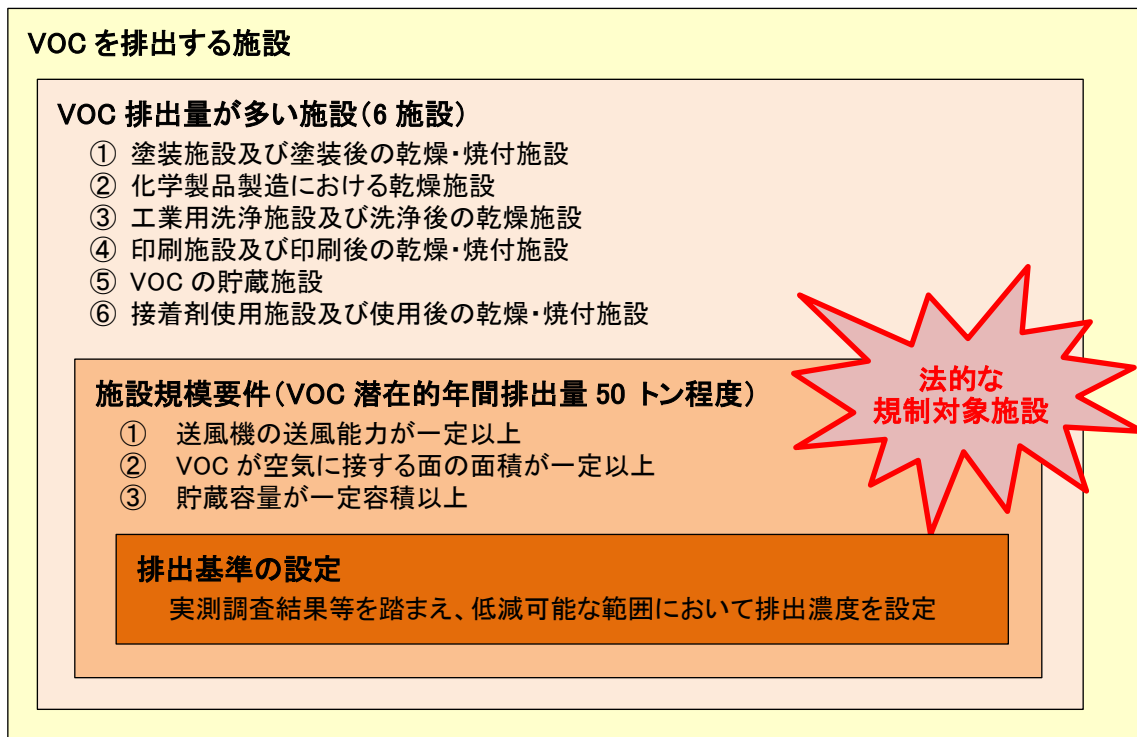 VOC を排出する施設
VOC 排出量が多い施設(6 施設)
① 塗装施設及び塗装後の乾燥・焼付施設
② 化学製品製造における乾燥施設
③ 工業用洗浄施設及び洗浄後の乾燥施設
④ 印刷施設及び印刷後の乾燥・焼付施設
⑤ VOC の貯蔵施設
⑥ 接着剤使用施設及び使用後の乾燥・焼付施設
法的な
規制対象施設
施設規模要件(VOC 潜在的年間排出量 50 トン程度)
① 送風機の送風能力が一定以上
② VOC が空気に接する面の面積が一定以上
③ 貯蔵容量が一定容積以上
排出基準の設定
実測調査結果等を踏まえ、低減可能な範囲において排出濃度を設定